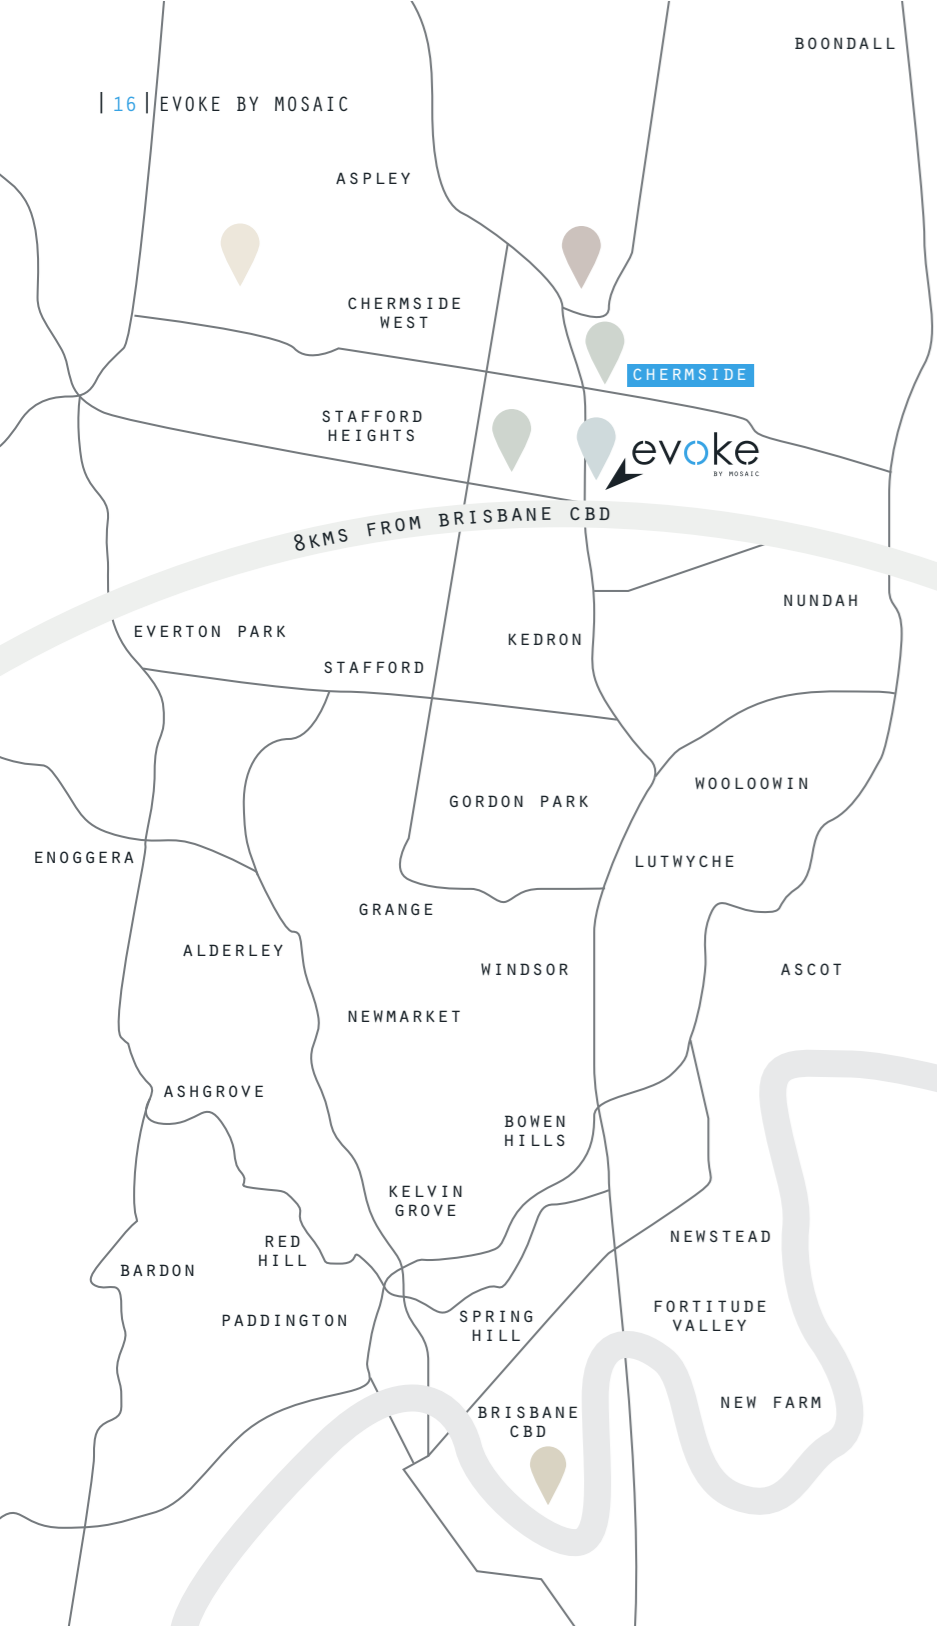 BOONDALL
| 16 | EVOKE BY MOSAIC
ASPLEY
CHERMSIDE
WEST
CHERMSIDE
STAFFORD
HEIGHTS
evoke
BY MOSAIC
8KMS FROM BRISBANE CBD
NUNDAH
EVERTON PARK
KEDRON
STAFFORD
WOOLOOWIN
GORDON PARK
ENOGGERA
LUTWYCHE
GRANGE
ALDERLEY
WINDSOR
ASCOT
NEWMARKET
ASHGROVE
BOWEN
HILLS
KELVIN
GROVE
NEWSTEAD
RED
HILL
BARDON
FORTITUDE
VALLEY
PADDINGTON
SPRING
HILL
NEW FARM
BRISBANE
CBD